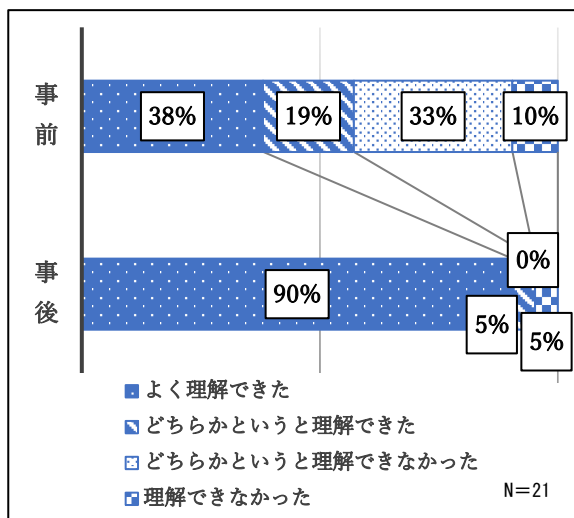 事前
38% 19% 33% 10%
事後
90% 5% 0% 5%
よく理解できた
どちらかというと理解できた
どちらかというと理解できなかった
理解できなかった
N=21